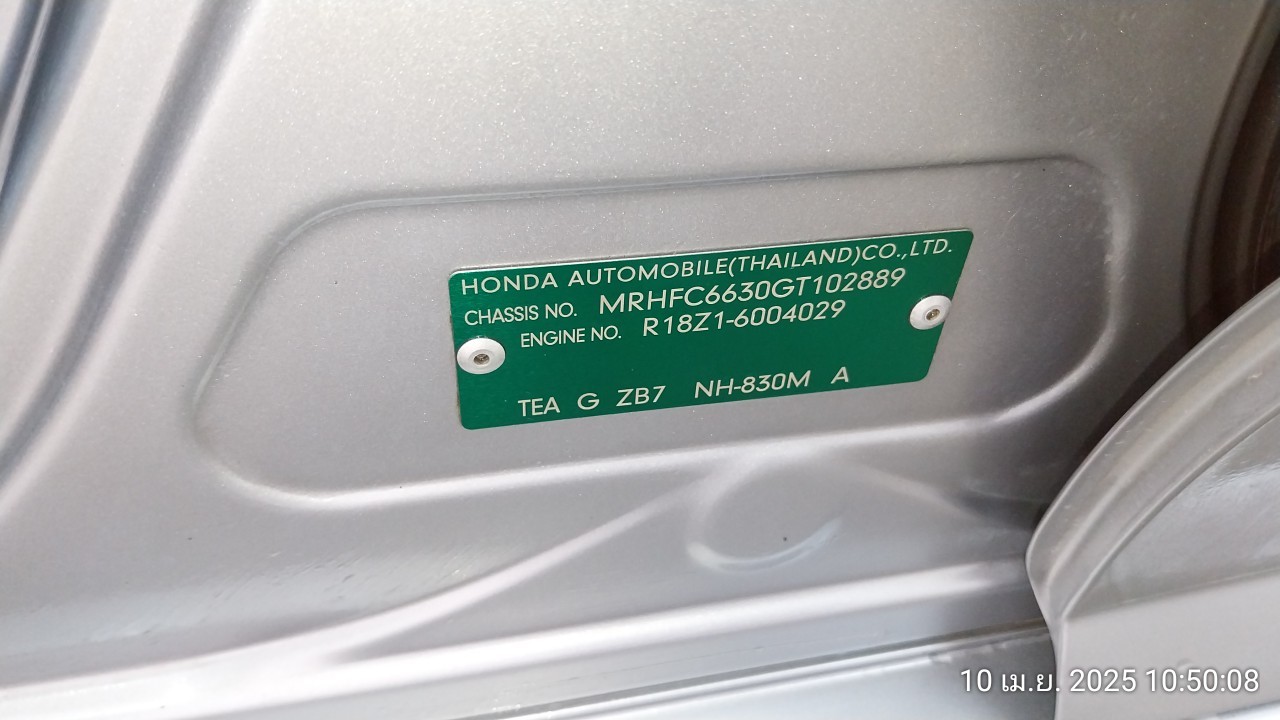 HONDA AUTOMOBILE(THAILAND)CO.,LTD.
CHASSIS NO. MRHFC6630GT102889
ENGINE NO. R18Z1-6004029
TEA G ZB7 NH-830M A
10 เม.ย. 2025 10:50:08